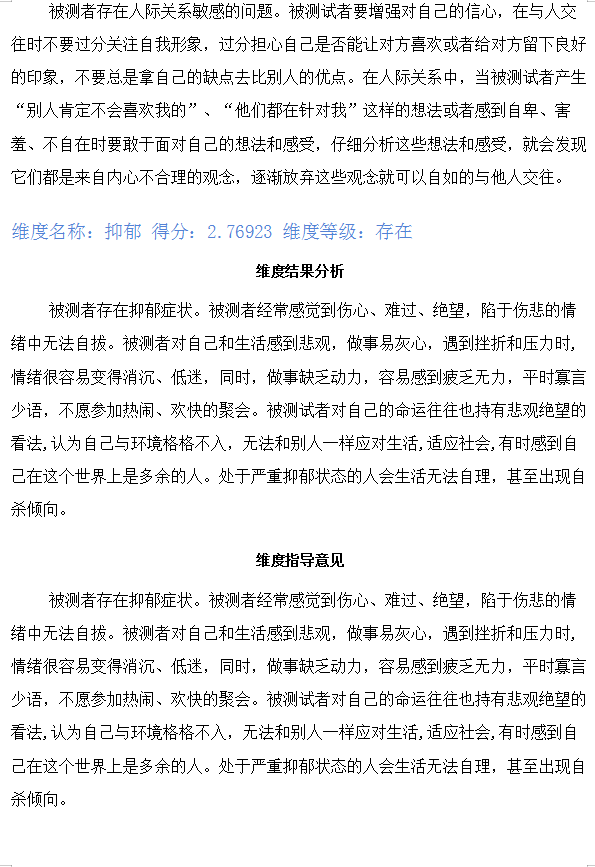 被测者存在人际关系敏感的问题。被测试者要增强对自己的信心，在与人交
往时不要过分关注自我形象，过分担心自己是否能让对方喜欢或者给对方留下良好
的印象，不要总是拿自己的缺点去比别人的优点。在人际关系中，当被测试者产生
“别人肯定不会喜欢我的”、“他们都在针对我”这样的想法或者感到自卑、害
羞、不自在时要敢于面对自己的想法和感受，仔细分析这些想法和感受，就会发现
它们都是来自内心不合理的观念，逐渐放弃这些观念就可以自如的与他人交往。
维度名称：抑郁 得分：2.76923 维度等级：存在
维度结果分析
被测者存在抑郁症状。被测者经常感觉到伤心、难过、绝望，陷于伤悲的情
绪中无法自拔。被测者对自己和生活感到悲观，做事易灰心，遇到挫折和压力时,
情绪很容易变得消沉、低迷，同时，做事缺乏动力，容易感到疲乏无力，平时寡言
少语，不愿参加热闹、欢快的聚会。被测试者对自己的命运往往也持有悲观绝望的
看法,认为自己与环境格格不入，无法和别人一样应对生活,适应社会,有时感到自
己在这个世界上是多余的人。处于严重抑郁状态的人会生活无法自理，甚至出现自
杀倾向。
维度指导意见
被测者存在抑郁症状。被测者经常感觉到伤心、难过、绝望，陷于伤悲的情
绪中无法自拔。被测者对自己和生活感到悲观，做事易灰心，遇到挫折和压力时,
情绪很容易变得消沉、低迷，同时，做事缺乏动力，容易感到疲乏无力，平时寡言
少语，不愿参加热闹、欢快的聚会。被测试者对自己的命运往往也持有悲观绝望的
看法,认为自己与环境格格不入，无法和别人一样应对生活,适应社会,有时感到自
己在这个世界上是多余的人。处于严重抑郁状态的人会生活无法自理，甚至出现自
杀倾向。